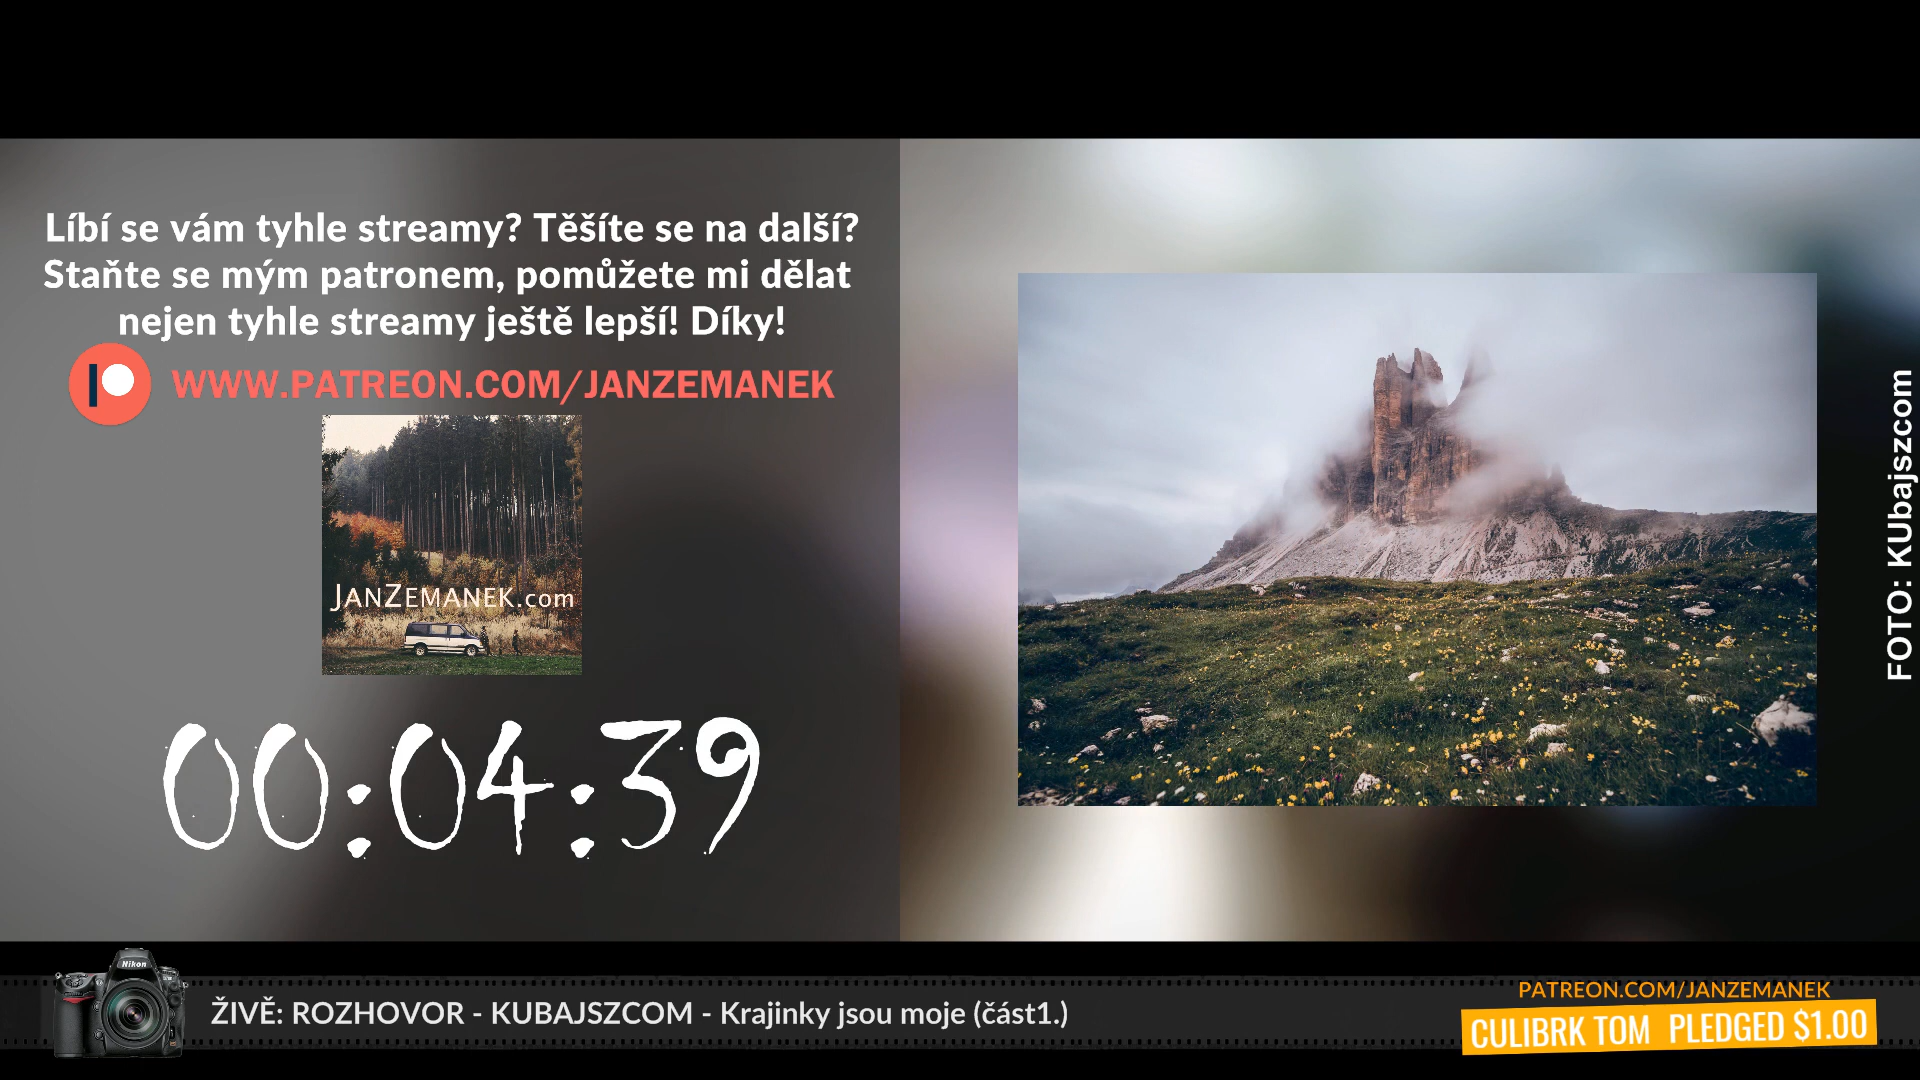 Líbí se vám tyhle streamy? Těšíte se na další?
Staňte se mým patronem, pomůžete mi dělat
nejen tyhle streamy ještě lepší! Díky!
WWW.PATREON.COM/JANZEMANEK
JANZEMANEK.com
00:04:39
FOTO: KUbajszcom
Nikon
ŽIVĚ: ROZHOVOR - KUBAJSZCOM - Krajinky jsou moje (část1.)
PATREON.COM/JANZEMANEK
CULIBRK TOM PLEDGED $1.00